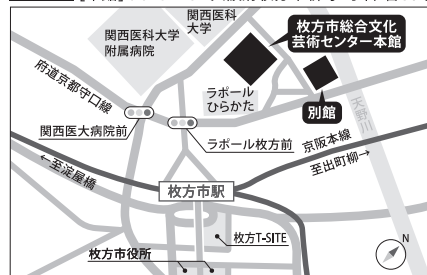 関西医科
大学
関西医科大学
附属病院
枚方市総合文化
芸術センター本館
別館
ラポール
ひらかた
府道京都守口線
天野川
関西医大病院前
ラポール枚方前
京阪本線
至出町柳→
←至淀屋橋
枚方市駅
枚方T-SITE
枚方市役所
N